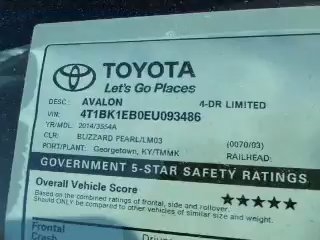 TOYOTA
Let's Go Places
DESC: AVALON 4-DR LIMITED
VIN: 4T1BK1EB0EU093486
YR/MDL: 2014/3554A
CLR: BLIZZARD PEARL/LM03 (0070/03)
PORT/PLANT: Georgetown, KY/TMMK RAILHEAD:
GOVERNMENT 5-STAR SAFETY RATINGS
Overall Vehicle Score ★★★★★
Based on the combined ratings of frontal, side and rollover.
Should ONLY be compared to other vehicles of similar size and weight.
Frontal
Crash